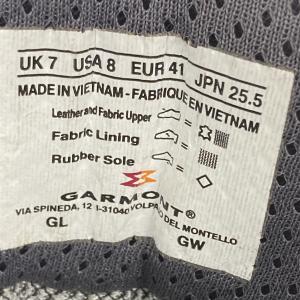 UK 7 USA 8 EUR 41 JPN 25.5
MADE IN VIETNAM - FABRIQUE EN VIETNAM
Leather and Fabric Upper
Fabric Lining
Rubber Sole
GARMONT®
VIA SPINEDA, 12 I-31040 VOLPAGO DEL MONTELLO
GL GW